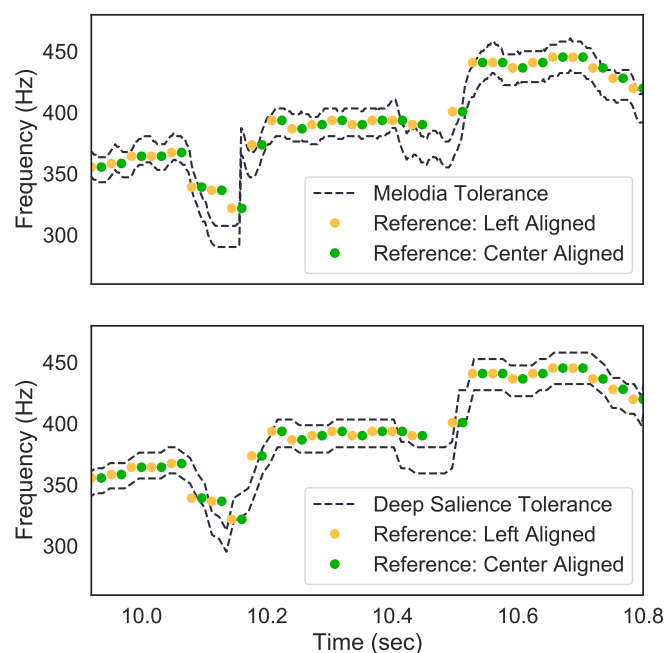 450
400
350
300
Frequency (Hz)
Melodia Tolerance
Reference: Left Aligned
Reference: Center Aligned
450
400
350
300
Frequency (Hz)
Deep Salience Tolerance
Reference: Left Aligned
Reference: Center Aligned
10.0 10.2 10.4 10.6 10.8
Time (sec)